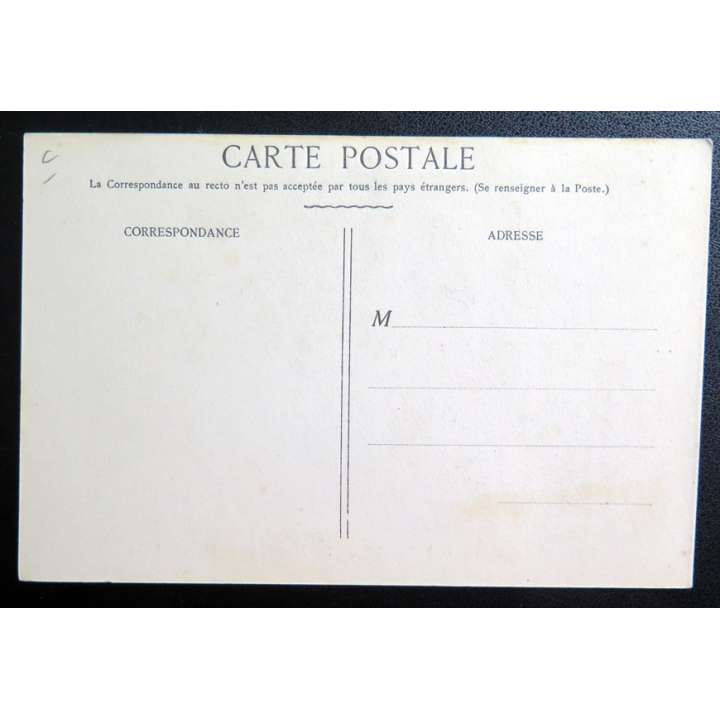 CARTE POSTALE
La Correspondance au recto n'est pas acceptée par tous les pays étrangers. (Se renseigner à la Poste.)
CORRESPONDANCE
ADRESSE
M